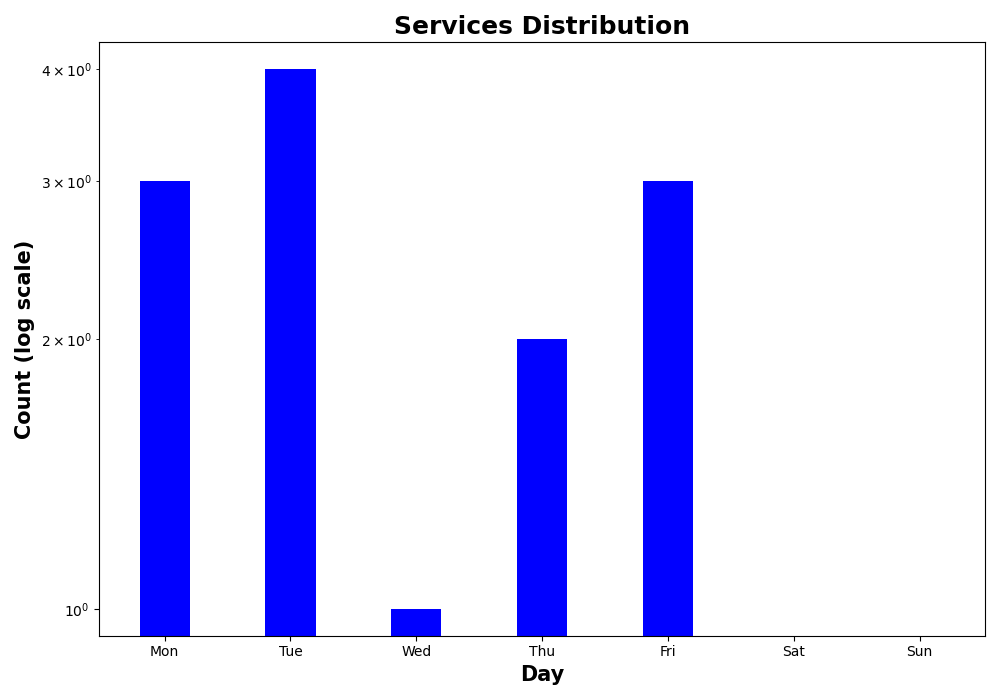 Services Distribution
Count (log scale)
4 × 10⁰
3 × 10⁰
2 × 10⁰
10⁰
Mon Tue Wed Thu Fri Sat Sun
Day